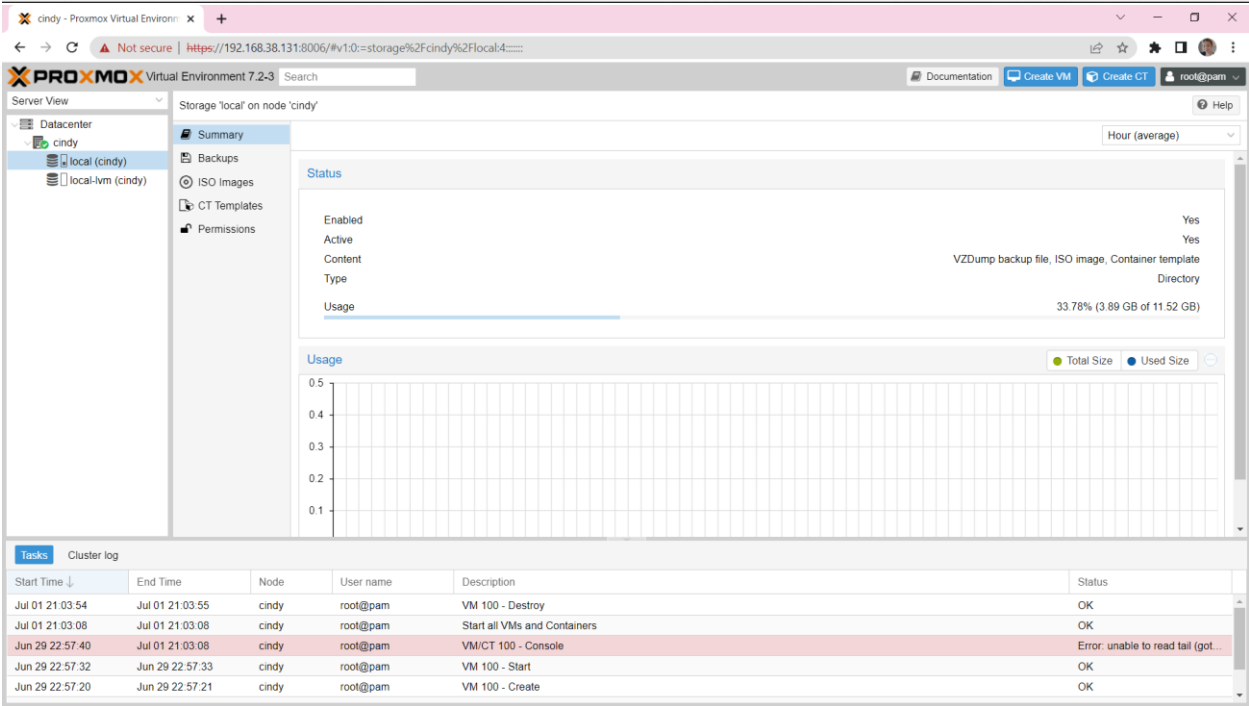 cindy - Proxmox Virtual Environm
Not secure | https://192.168.38.131:8006/#v1:0:=storage%2Fcindy%2Flocal:4::::::
PROXMOX Virtual Environment 7.2-3 Search Documentation Create VM Create CT root@pam
Server View
Storage 'local' on node 'cindy' Help
Datacenter
cindy
local (cindy)
local-lvm (cindy)
Summary
Backups
ISO Images
CT Templates
Permissions
Hour (average)
Status
Enabled Yes
Active Yes
Content VZDump backup file, ISO image, Container template
Type Directory
Usage 33.78% (3.89 GB of 11.52 GB)
Usage Total Size Used Size
0.5
0.4
0.3
0.2
0.1
Tasks Cluster log
Start Time End Time Node User name Description Status
Jul 01 21:03:54 Jul 01 21:03:55 cindy root@pam VM 100 - Destroy OK
Jul 01 21:03:08 Jul 01 21:03:08 cindy root@pam Start all VMs and Containers OK
Jun 29 22:57:40 Jul 01 21:03:08 cindy root@pam VM/CT 100 - Console Error: unable to read tail (got...
Jun 29 22:57:32 Jun 29 22:57:33 cindy root@pam VM 100 - Start OK
Jun 29 22:57:20 Jun 29 22:57:21 cindy root@pam VM 100 - Create OK